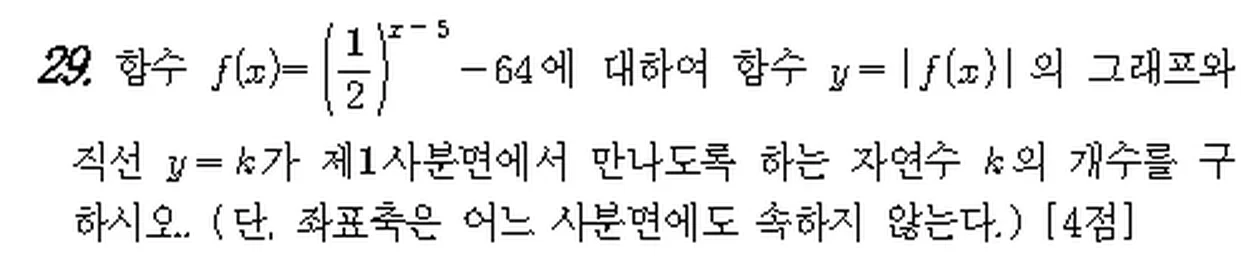 29. 함수 f(x)=(1/2)^{x-5} -64에 대하여 함수 y=|f(x)|의 그래프와
직선 y=k가 제1사분면에서 만나도록 하는 자연수 k의 개수를 구
하시오.. (단, 좌표축은 어느 사분면에도 속하지 않는다.) [4점]